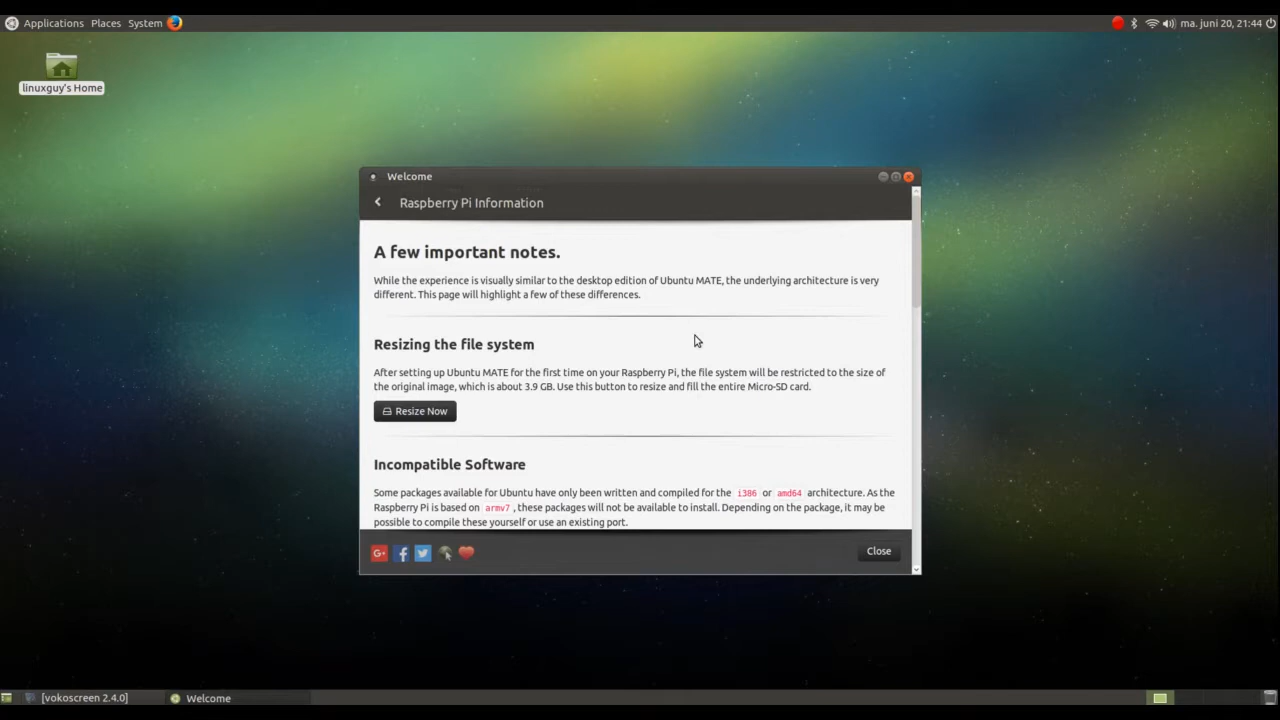 Applications Places System
ma. juni 20, 21:44
linuxguy's Home
Welcome
Raspberry Pi Information
A few important notes.
While the experience is visually similar to the desktop edition of Ubuntu MATE, the underlying architecture is very
different. This page will highlight a few of these differences.
Resizing the file system
After setting up Ubuntu MATE for the first time on your Raspberry Pi, the file system will be restricted to the size of
the original image, which is about 3.9 GB. Use this button to resize and fill the entire Micro-SD card.
Resize Now
Incompatible Software
Some packages available for Ubuntu have only been written and compiled for the i386 or amd64 architecture. As the
Raspberry Pi is based on armv7 , these packages will not be available to install. Depending on the package, it may be
possible to compile these yourself or use an existing port.
G+
Close
[vokoscreen 2.4.0]
Welcome